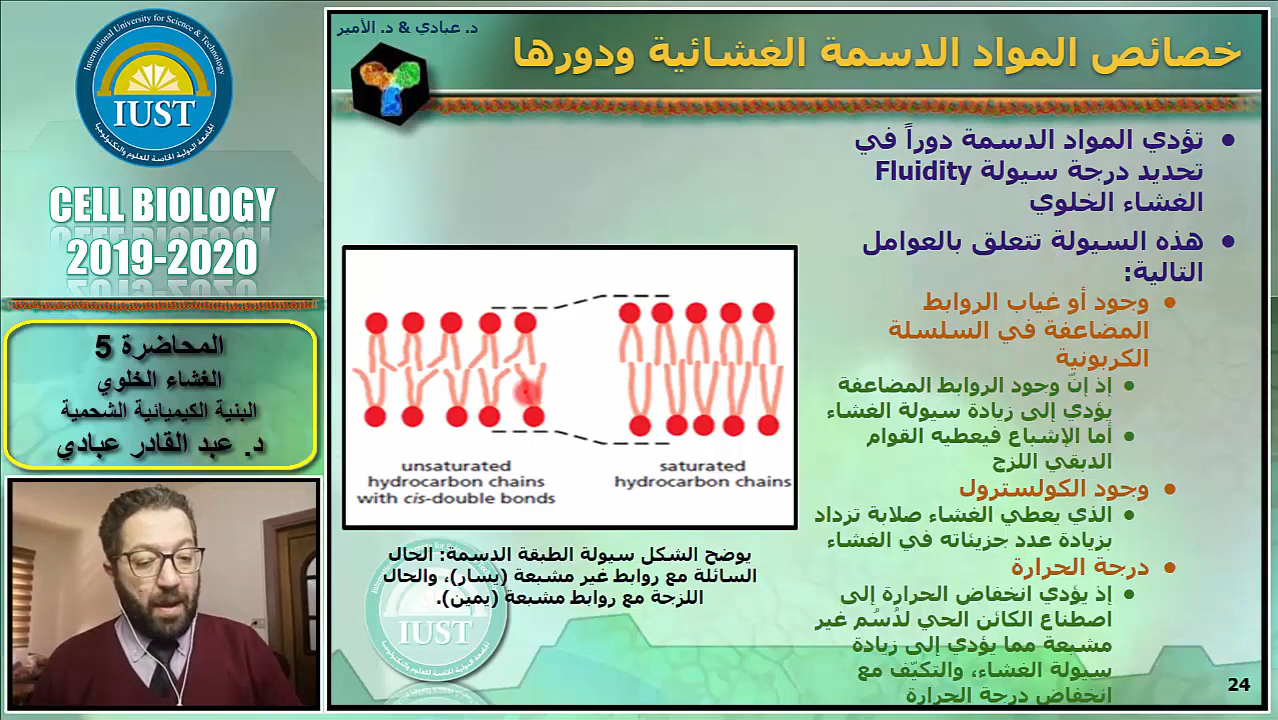 International University for Science & Technology
IUST
الجامعة الدولية الخاصة للعلوم والتكنولوجيا
CELL BIOLOGY
2019-2020
المحاضرة 5
الغشاء الخلوي
البنية الكيميائية الشحمية
د. عبد القادر عبادي
د. عبادي & د. الأمير
خصائص المواد الدسمة الغشائية ودورها
• تؤدي المواد الدسمة دوراً في
تحديد درجة سيولة Fluidity
الغشاء الخلوي
• هذه السيولة تتعلق بالعوامل
التالية:
• وجود أو غياب الروابط
المضاعفة في السلسلة
الكربونية
• إذ إنّ وجود الروابط المضاعفة
يؤدي إلى زيادة سيولة الغشاء
• أما الإشباع فيعطيه القوام
الدبقي اللزج
• وجود الكولسترول
• الذي يعطي الغشاء صلابة تزداد
بزيادة عدد جزيئاته في الغشاء
• درجة الحرارة
• إذ يؤدي انخفاض الحرارة إلى
اصطناع الكائن الحي لدُسُم غير
مشبعة مما يؤدي إلى زيادة
سيولة الغشاء، والتكيّف مع
انخفاض درجة الحرارة
unsaturated
hydrocarbon chains
with cis-double bonds
saturated
hydrocarbon chains
يوضح الشكل سيولة الطبقة الدسمة: الحال
السائلة مع روابط غير مشبعة (يسار)، والحال
اللزجة مع روابط مشبعة (يمين).
IUST
24